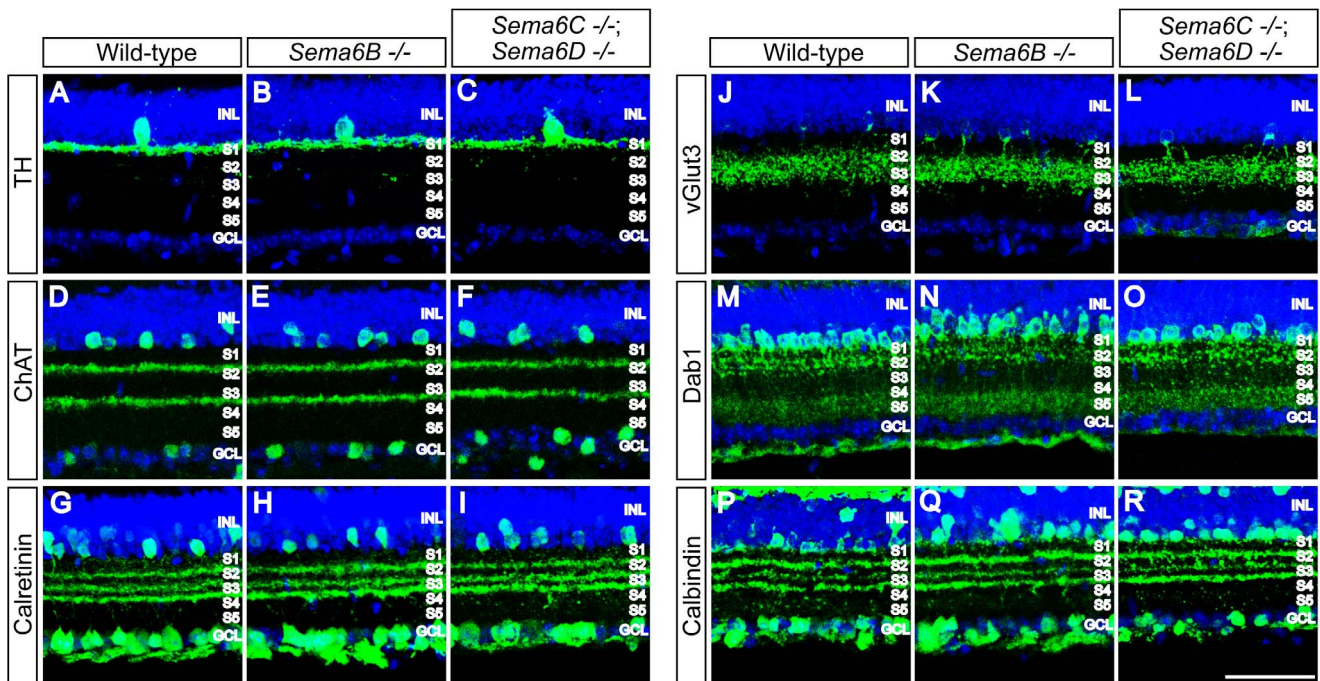 Wild-type
Sema6B -/-
Sema6C -/-;
Sema6D -/-
TH
A
INL
S1
S2
S3
S4
S5
GCL
B
INL
S1
S2
S3
S4
S5
GCL
C
INL
S1
S2
S3
S4
S5
GCL
ChAT
D
INL
S1
S2
S3
S4
S5
GCL
E
INL
S1
S2
S3
S4
S5
GCL
F
INL
S1
S2
S3
S4
S5
GCL
Calretinin
G
INL
S1
S2
S3
S4
S5
GCL
H
INL
S1
S2
S3
S4
S5
GCL
I
INL
S1
S2
S3
S4
S5
GCL
Wild-type
Sema6B -/-
Sema6C -/-;
Sema6D -/-
vGlut3
J
INL
S1
S2
S3
S4
S5
GCL
K
INL
S1
S2
S3
S4
S5
GCL
L
INL
S1
S2
S3
S4
S5
GCL
Dab1
M
INL
S1
S2
S3
S4
S5
GCL
N
INL
S1
S2
S3
S4
S5
GCL
O
INL
S1
S2
S3
S4
S5
GCL
Calbindin
P
INL
S1
S2
S3
S4
S5
GCL
Q
INL
S1
S2
S3
S4
S5
GCL
R
INL
S1
S2
S3
S4
S5
GCL